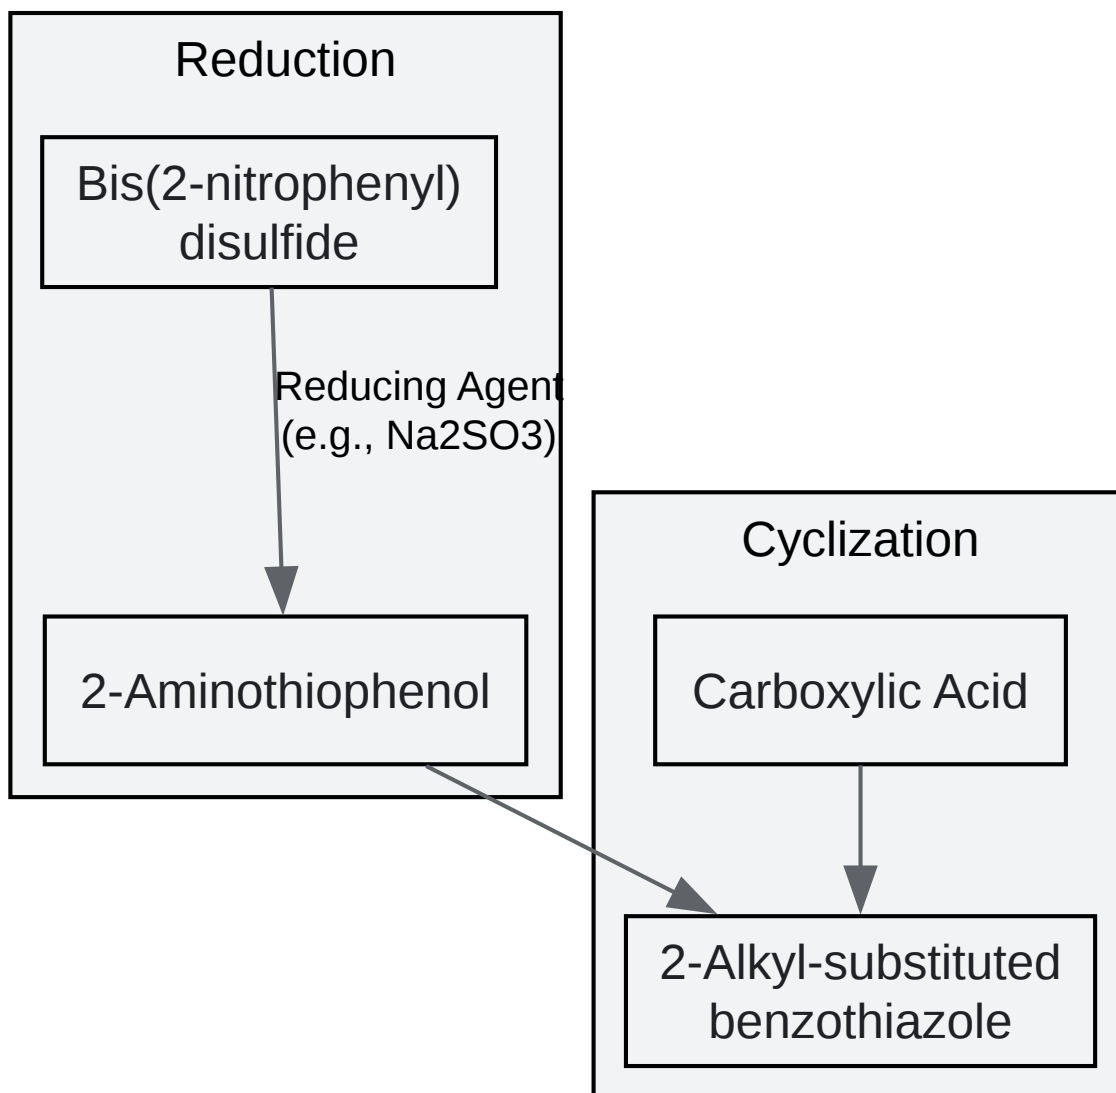 Reduction
Bis(2-nitrophenyl)
disulfide
Reducing Agent
(e.g., Na2SO3)
2-Aminothiophenol
Cyclization
Carboxylic Acid
2-Alkyl-substituted
benzothiazole